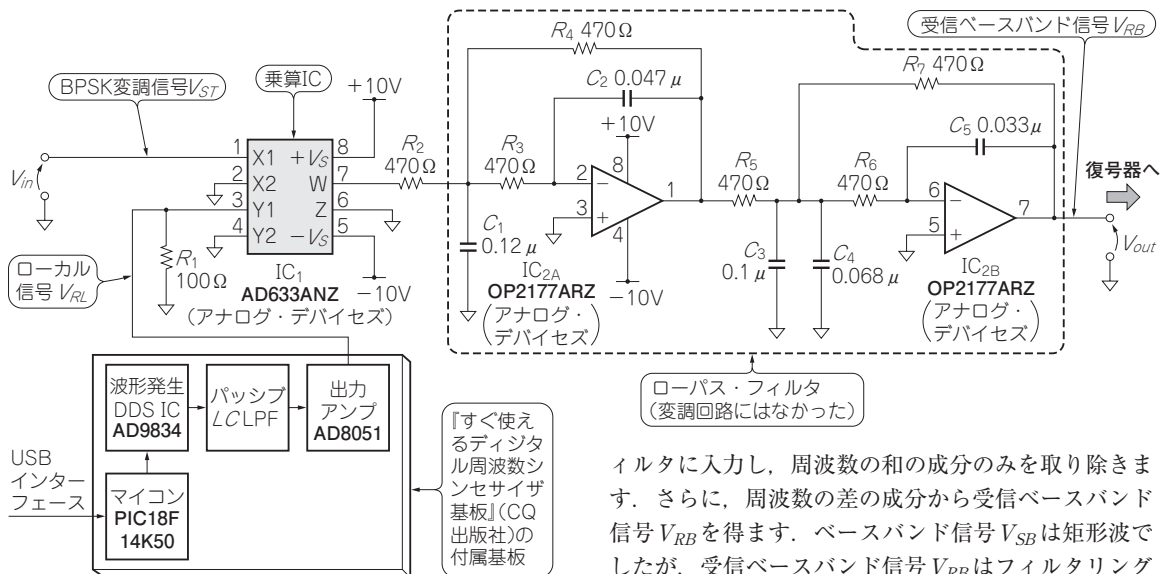 BPSK変調信号VST
乗算IC
+10V
R4 470Ω
C2 0.047μ
+10V
受信ベースバンド信号VRB
R7 470Ω
C5 0.033μ
復号器へ
Vin
1
2
3
4
X1
X2
Y1
Y2
+VS
W
Z
-VS
8
7
6
5
R2
470Ω
R3
470Ω
2
3
8
4
1
R5
470Ω
R6
470Ω
6
5
7
Vout
ローカル
信号VRL
R1
100Ω
IC1
AD633ANZ
(アナログ・デバイセズ)
-10V
C1
0.12μ
IC2A
OP2177ARZ
(アナログ・
デバイセズ)
-10V
C3
0.1μ
C4
0.068μ
IC2B
OP2177ARZ
(アナログ・
デバイセズ)
ローパス・フィルタ
(変調回路にはなかった)
波形発生
DDS IC
AD9834
パッシブ
LC LPF
出力
アンプ
AD8051
USB
インター
フェース
マイコン
PIC18F
14K50
『すぐ使え
るディジタ
ル周波数シ
ンセサイザ
基板』(CQ
出版社)の
付属基板
ィルタに入力し，周波数の和の成分のみを取り除きま
す．さらに，周波数の差の成分から受信ベースバンド
信号VRBを得ます．ベースバンド信号VSBは矩形波で
したが，受信ベースバンド信号VRBはフィルタリング